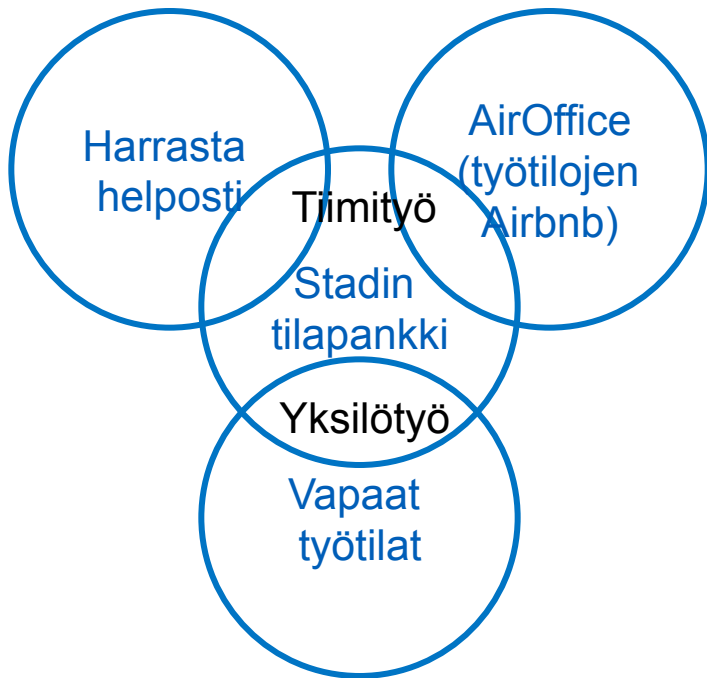 Harrasta
helposti
AirOffice
(työtilojen
Airbnb)
Tiimityö
Stadin
tilapankki
Yksilötyö
Vapaat
työtilat